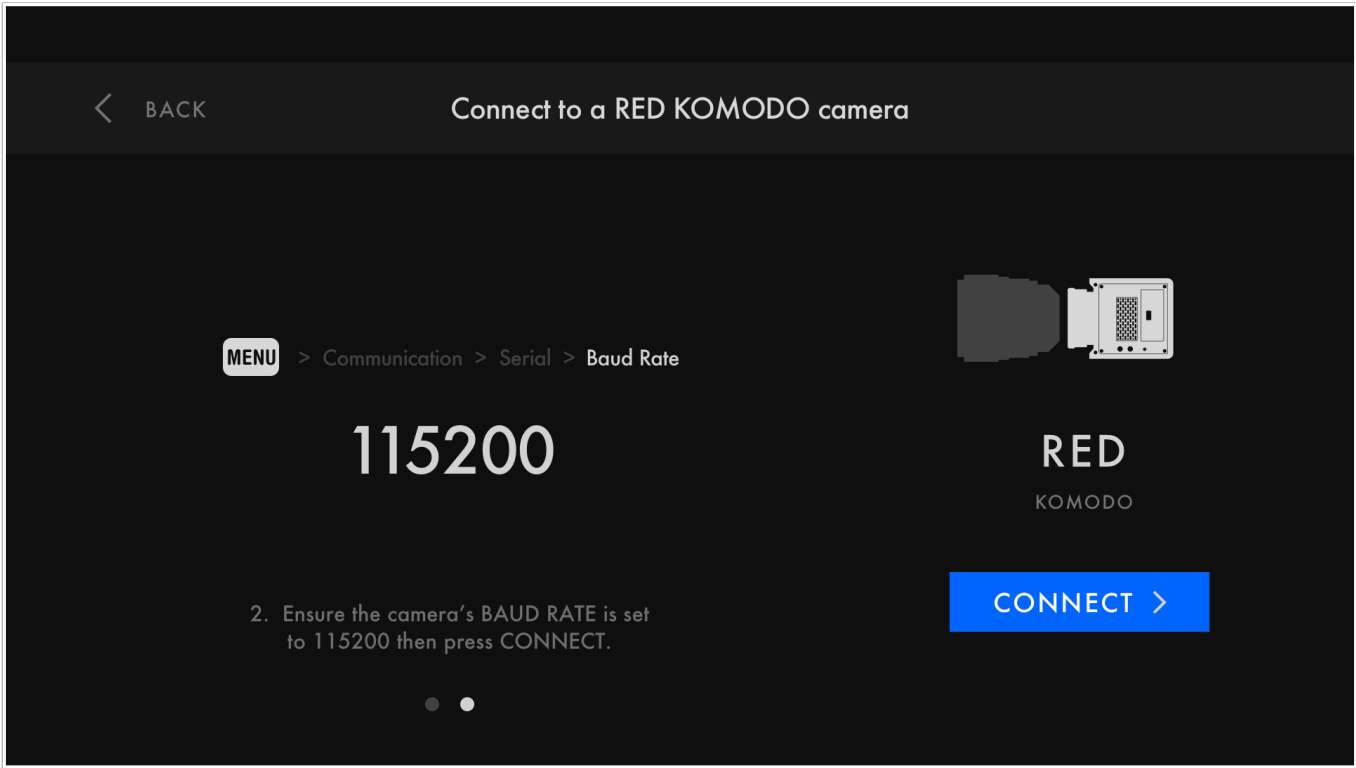 BACK
Connect to a RED KOMODO camera
MENU > Communication > Serial > Baud Rate
115200
2. Ensure the camera’s BAUD RATE is set
to 115200 then press CONNECT.
RED
KOMODO
CONNECT >